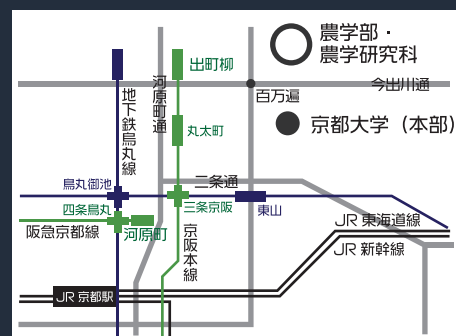 農学部・
農学研究科
出町柳
今出川通
河原町通
地下鉄烏丸線
百万遍
丸太町
京都大学（本部）
二条通
烏丸御池
四条烏丸
三条京阪
東山
JR 東海道線
阪急京都線
河原町
京阪本線
JR 新幹線
JR 京都駅